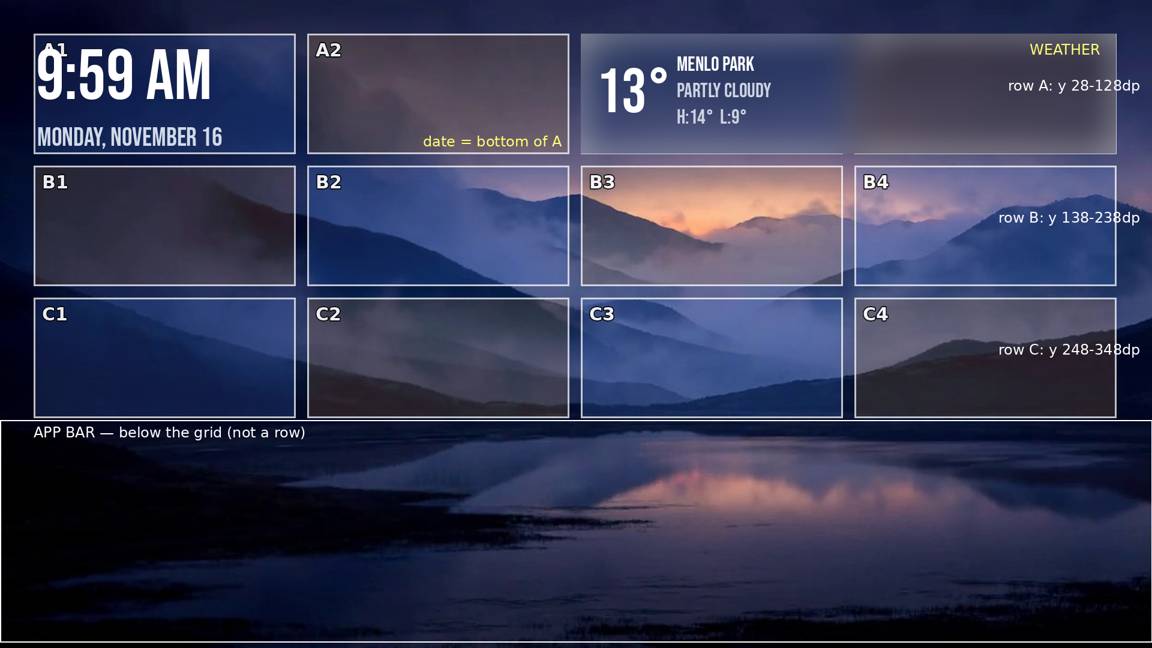 A1
9:59 AM
MONDAY, NOVEMBER 16
A2
date = bottom of A
13°
MENLO PARK
PARTLY CLOUDY
H:14° L:9°
WEATHER
row A: y 28-128dp
B1
B2
B3
B4
row B: y 138-238dp
C1
C2
C3
C4
row C: y 248-348dp
APP BAR — below the grid (not a row)